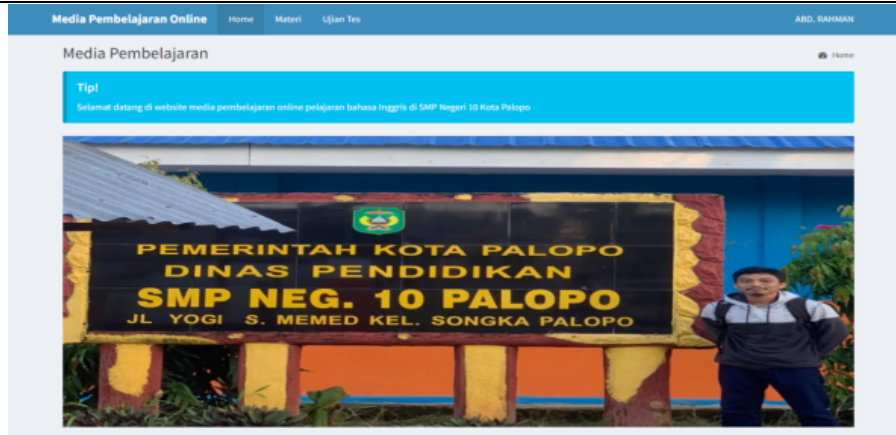 Media Pembelajaran Online Home Materi Ujian Tes ABD. RAHMAN
Media Pembelajaran Home
Tip!
Selamat datang di website media pembelajaran online pelajaran bahasa Inggris di SMP Negeri 10 Kota Palopo
PEMERINTAH KOTA PALOPO
DINAS PENDIDIKAN
SMP NEG. 10 PALOPO
JL YOGI S. MEMED KEL. SONGKA PALOPO